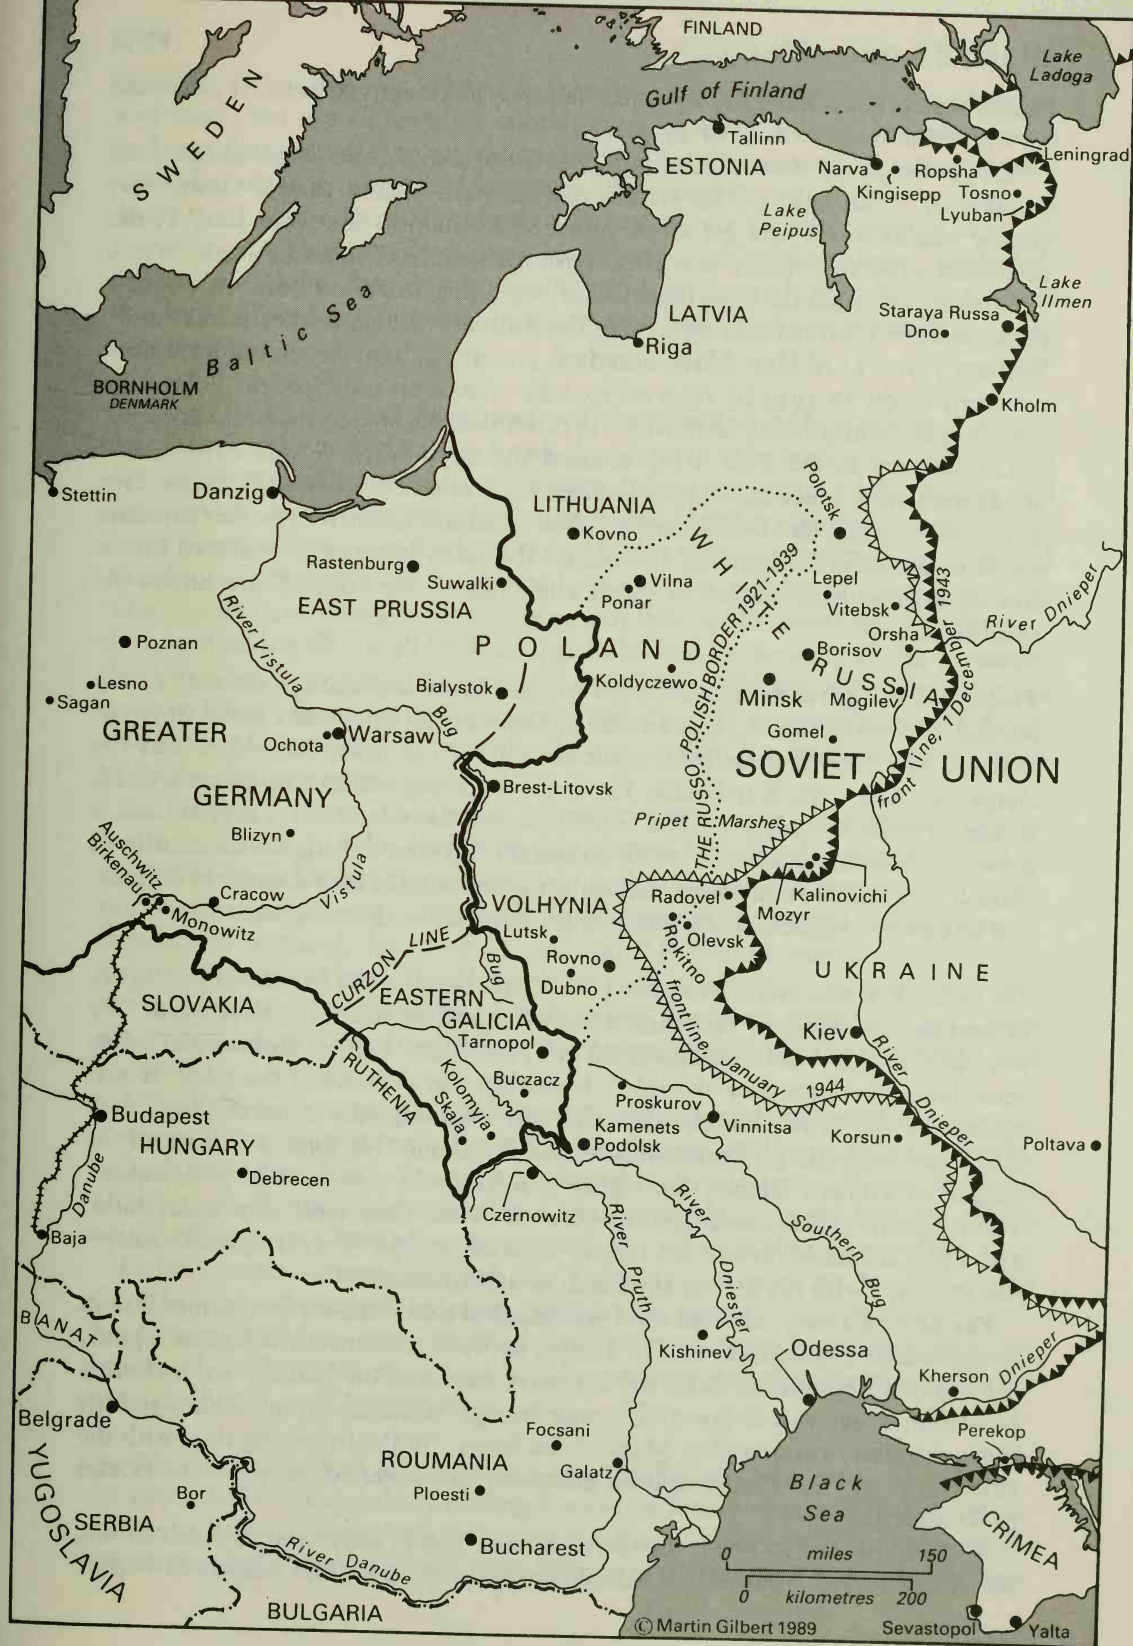 FINLAND
Lake
Ladoga
SWEDEN
Gulf of Finland
Tallinn
Leningrad
ESTONIA
Narva
Ropsha
Kingisepp
Tosno
Lyuban
Lake
Peipus
Lake
Ilmen
Baltic Sea
LATVIA
Staraya Russa
Dno
Riga
BORNHOLM
DENMARK
Kholm
Stettin
Danzig
LITHUANIA
Polotsk
Kovno
WHITE
RUSSIA
Rastenburg
Suwalki
Vilna
Ponar
Lepel
Vitebsk
EAST PRUSSIA
THE RUSSO-POLISH BORDER 1921-1939
front line, 1 December 1943
River Dnieper
Orsha
River Vistula
Poznan
POLAND
Borisov
Lesno
Sagan
Bialystok
Koldyczewo
Minsk
Mogilev
GREATER
GERMANY
Ochota
Warsaw
Bug
Gomel
SOVIET UNION
Brest-Litovsk
Pripet Marshes
Blizyn
Auschwitz
Birkenau
Monowitz
Cracow
Vistula
VOLHYNIA
Radovel
Kalinovichi
Mozyr
Lutsk
Rokitno
Olevsk
Rovno
Dubno
CURZON LINE
Bug
UKRAINE
SLOVAKIA
EASTERN
GALICIA
front line, January 1944
Kiev
Tarnopol
RUTHENIA
Kolomyja
Skala
Buczacz
River Dnieper
Proskurov
Budapest
Kamenets
Podolsk
Vinnitsa
Korsun
Poltava
HUNGARY
Danube
Debrecen
Czernowitz
River Pruth
River Dniester
Southern Bug
Baja
BANAT
Kishinev
Odessa
Kherson
Dnieper
Belgrade
Focsani
Perekop
YUGOSLAVIA
ROUMANIA
Galatz
Bor
Ploesti
Black
Sea
SERBIA
CRIMEA
Bucharest
River Danube
0 miles 150
0 kilometres 200
BULGARIA
© Martin Gilbert 1989
Sevastopol
Yalta